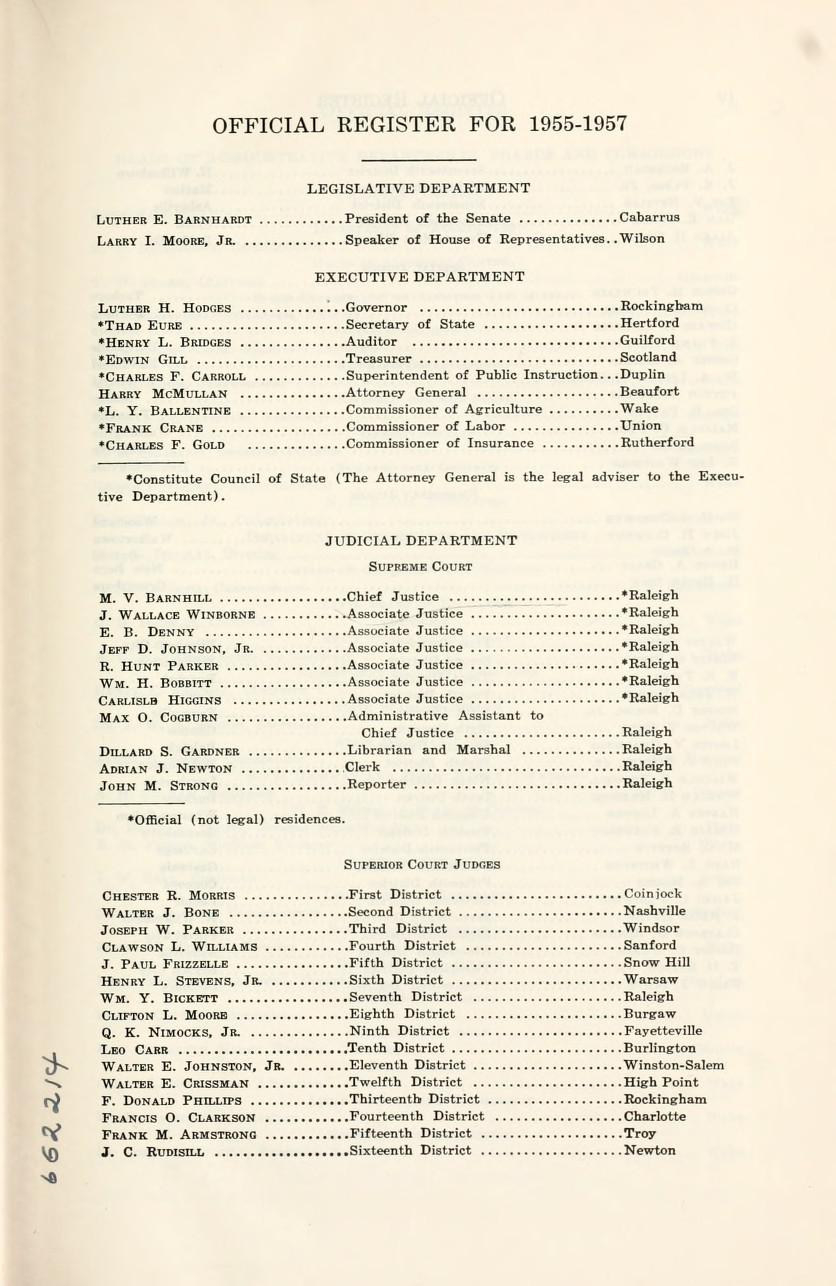 OFFICIAL REGISTER FOR 1955-1957
LEGISLATIVE DEPARTMENT
LUTHER E. BARNHARDT ............President of the Senate ..............Cabarrus
LARRY I. MOORE, JR. ..............Speaker of House of Representatives..Wilson
EXECUTIVE DEPARTMENT
LUTHER H. HODGES ...............Governor ............................Rockingham
*THAD EURE ......................Secretary of State ...................Hertford
*HENRY L. BRIDGES ................Auditor .............................Guilford
*EDWIN GILL .....................Treasurer ............................Scotland
*CHARLES F. CARROLL .............Superintendent of Public Instruction...Duplin
HARRY MCMULLAN .................Attorney General .....................Beaufort
*L. Y. BALLENTINE ...............Commissioner of Agriculture ..........Wake
*FRANK CRANE ...................Commissioner of Labor ...............Union
*CHARLES F. GOLD ..............Commissioner of Insurance ...........Rutherford
*Constitute Council of State (The Attorney General is the legal adviser to the Execu-
tive Department).
JUDICIAL DEPARTMENT
SUPREME COURT
M. V. BARNHILL ..................Chief Justice ........................*Raleigh
J. WALLACE WINBORNE ............Associate Justice .....................*Raleigh
E. B. DENNY ....................Associate Justice .....................*Raleigh
JEFF D. JOHNSON, JR. ............Associate Justice .....................*Raleigh
R. HUNT PARKER .................Associate Justice .....................*Raleigh
WM. H. BOBBITT ..................Associate Justice .....................*Raleigh
CARLISLE HIGGINS ................Associate Justice .....................*Raleigh
MAX O. COGBURN .................Administrative Assistant to
Chief Justice ......................Raleigh
DILLARD S. GARDNER ..............Librarian and Marshal ..............Raleigh
ADRIAN J. NEWTON ...............Clerk ................................Raleigh
JOHN M. STRONG .................Reporter .............................Raleigh
*Official (not legal) residences.
SUPERIOR COURT JUDGES
CHESTER R. MORRIS ...............First District ........................Coinjock
WALTER J. BONE .................Second District .......................Nashville
JOSEPH W. PARKER ...............Third District ........................Windsor
CLAWSON L. WILLIAMS ............Fourth District ......................Sanford
J. PAUL FRIZZELLE ................Fifth District ........................Snow Hill
HENRY L. STEVENS, JR. ............Sixth District ........................Warsaw
WM. Y. BICKETT .................Seventh District .....................Raleigh
CLIFTON L. MOORE ................Eighth District ......................Burgaw
Q. K. NIMOCKS, JR. ..............Ninth District .......................Fayetteville
LEO CARR ........................Tenth District ........................Burlington
WALTER E. JOHNSTON, JR. ........Eleventh District ....................Winston-Salem
WALTER E. CRISSMAN .............Twelfth District .....................High Point
F. DONALD PHILLIPS ..............Thirteenth District ...................Rockingham
FRANCIS O. CLARKSON ............Fourteenth District ..................Charlotte
FRANK M. ARMSTRONG ............Fifteenth District ....................Troy
J. C. RUDISILL ...................Sixteenth District ....................Newton